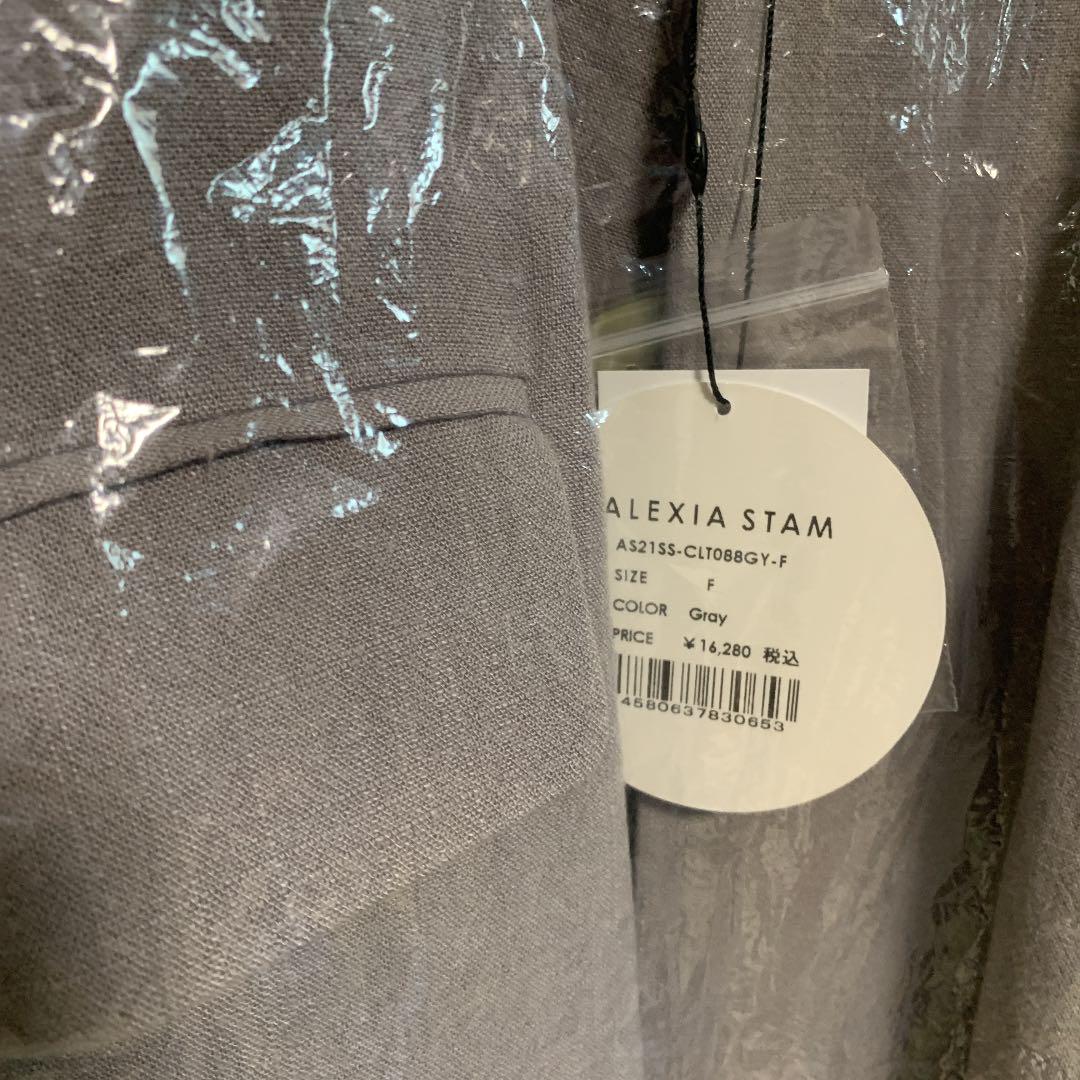 ALEXIA STAM
AS21SS-CLT088GY-F
SIZE F
COLOR Gray
PRICE ¥16,280 税込
4580637830653